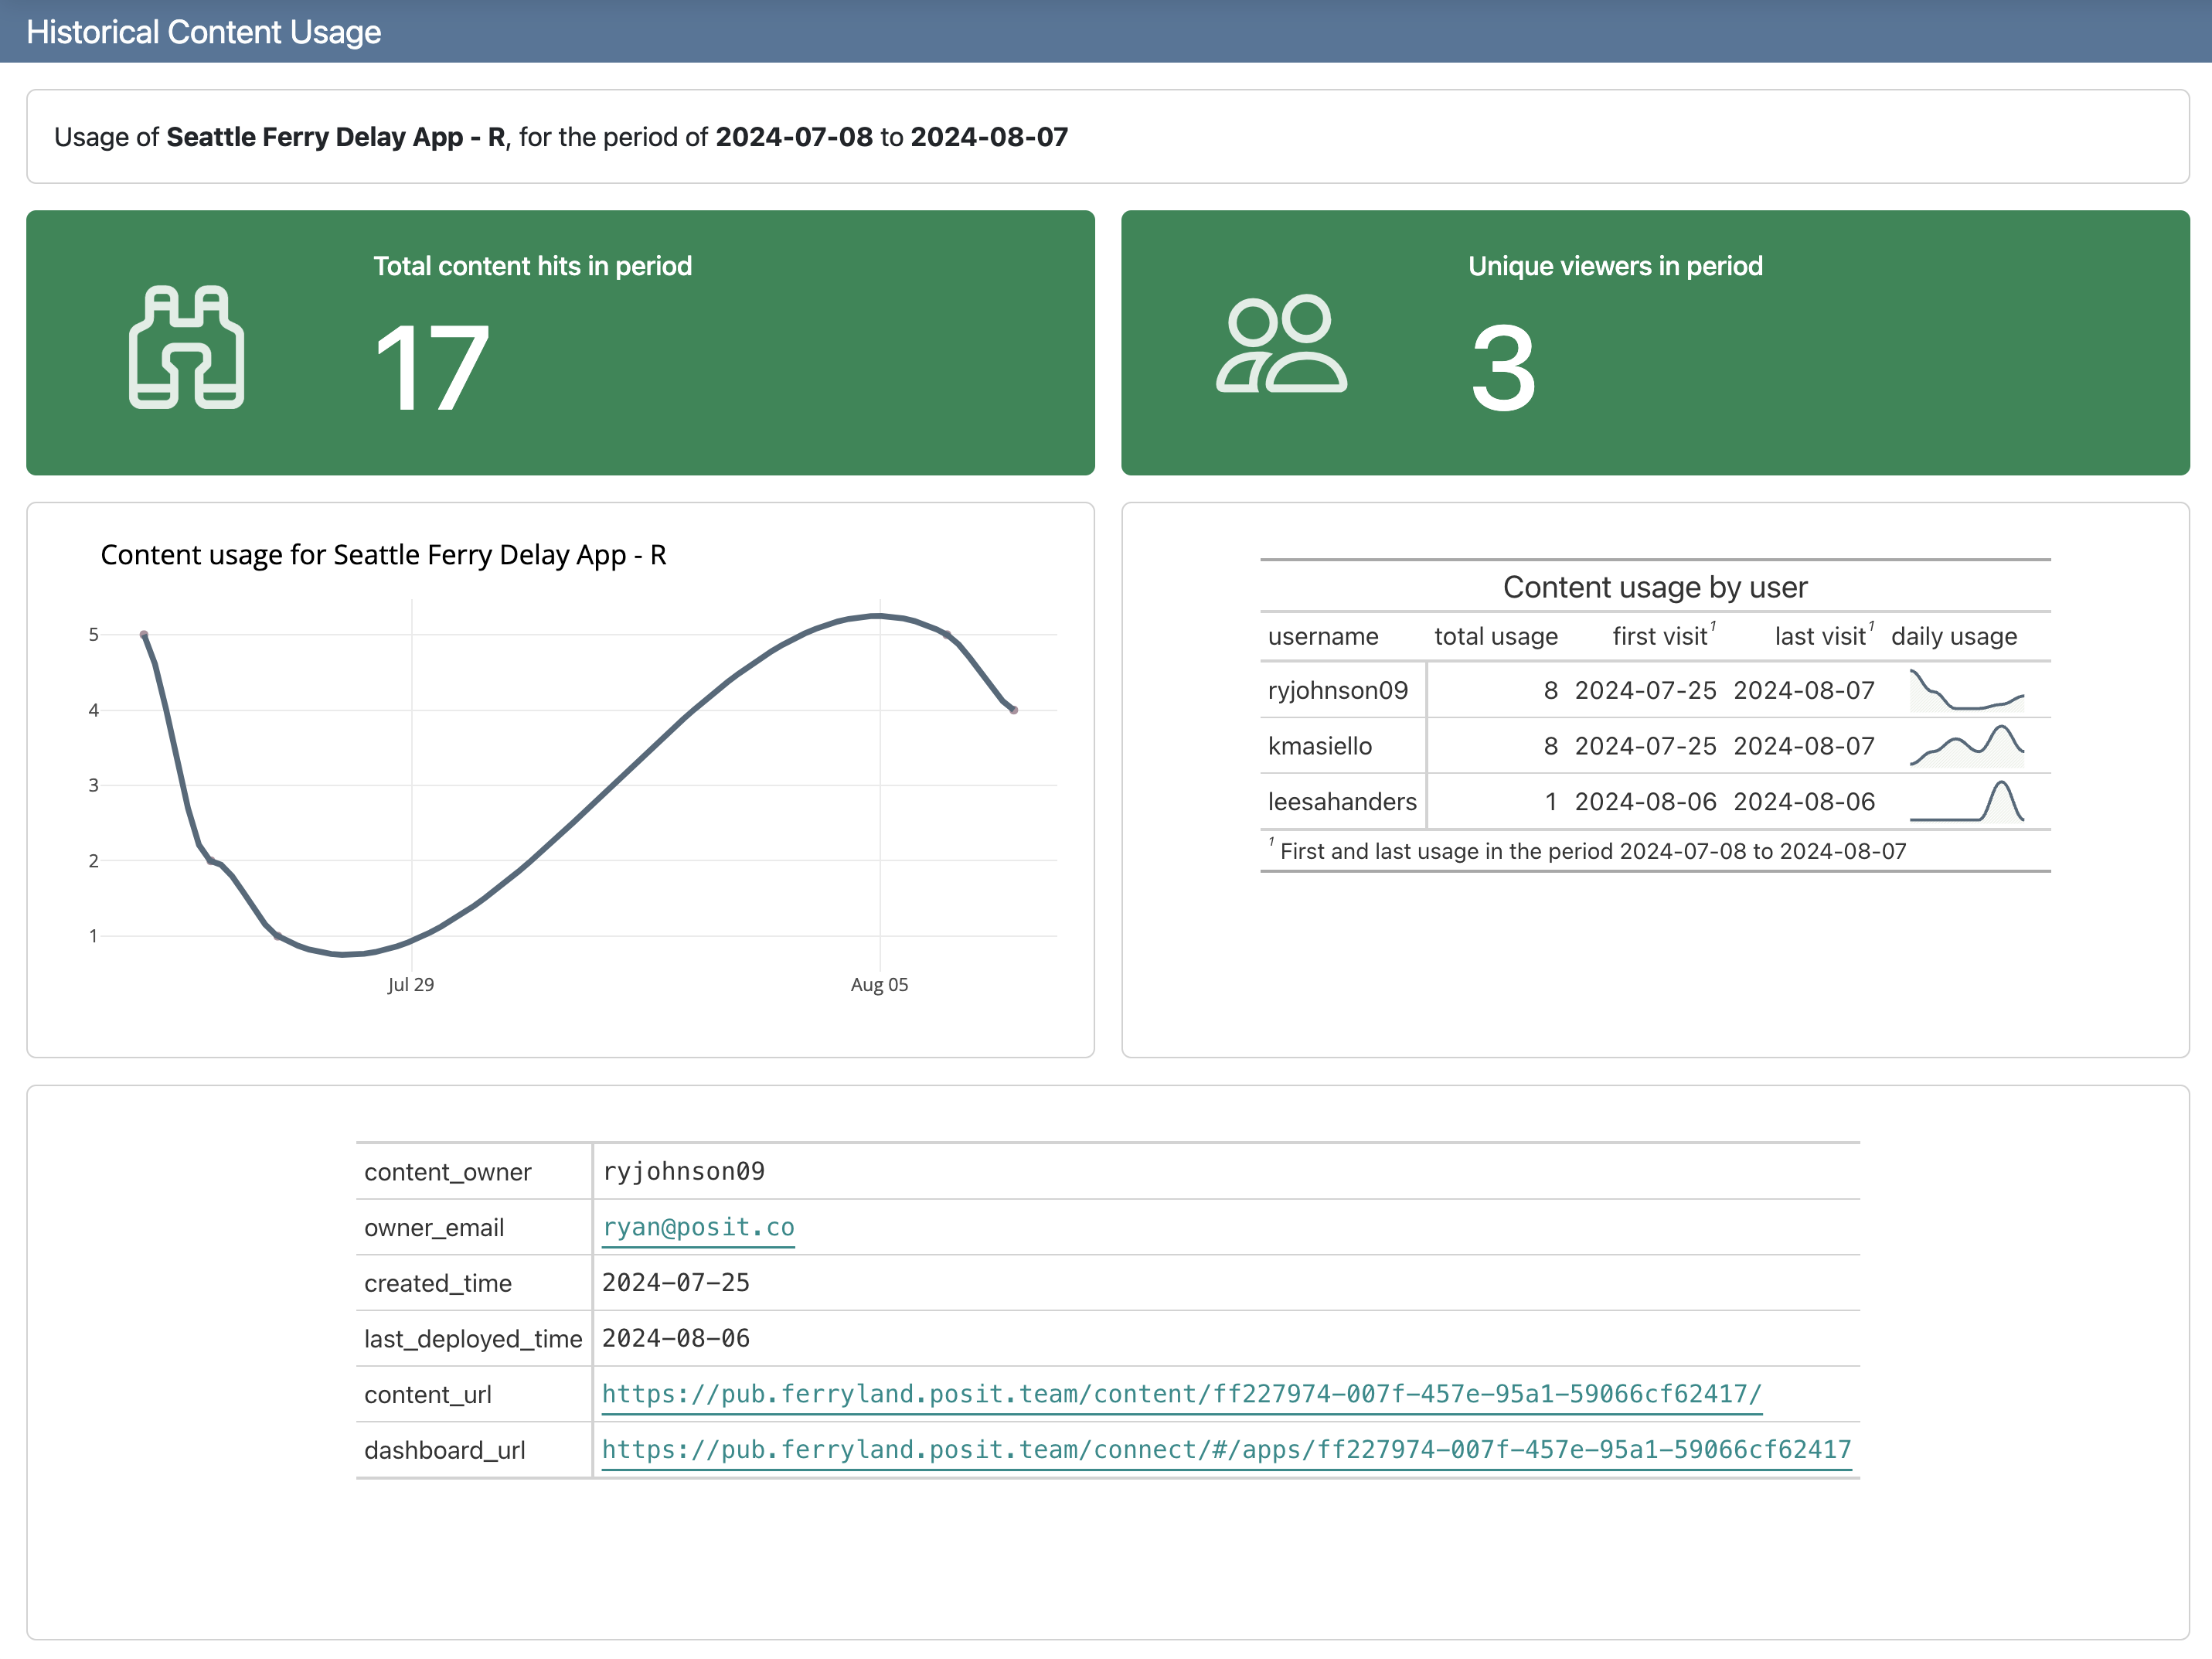 Historical Content Usage
Usage of Seattle Ferry Delay App - R, for the period of 2024-07-08 to 2024-08-07
Total content hits in period
17
Unique viewers in period
3
Content usage for Seattle Ferry Delay App - R
5
4
3
2
1
Jul 29 Aug 05
Content usage by user
username total usage first visit¹ last visit¹ daily usage
ryjohnson09 8 2024-07-25 2024-08-07
kmasiello 8 2024-07-25 2024-08-07
leesahanders 1 2024-08-06 2024-08-06
¹ First and last usage in the period 2024-07-08 to 2024-08-07
content_owner ryjohnson09
owner_email ryan@posit.co
created_time 2024-07-25
last_deployed_time 2024-08-06
content_url https://pub.ferryland.posit.team/content/ff227974-007f-457e-95a1-59066cf62417/
dashboard_url https://pub.ferryland.posit.team/connect/#/apps/ff227974-007f-457e-95a1-59066cf62417